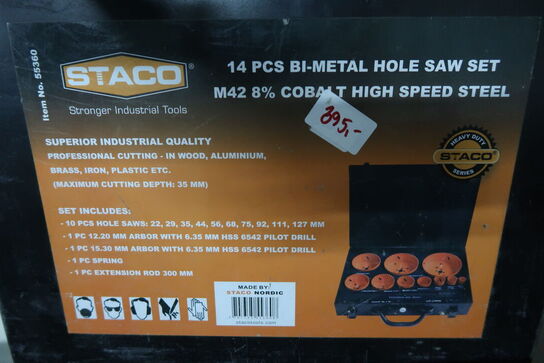 Item No. 55360
STACO®
Stronger Industrial Tools
14 PCS BI-METAL HOLE SAW SET
M42 8% COBALT HIGH SPEED STEEL
395,-
SUPERIOR INDUSTRIAL QUALITY
PROFESSIONAL CUTTING - IN WOOD, ALUMINIUM,
BRASS, IRON, PLASTIC ETC.
(MAXIMUM CUTTING DEPTH: 35 MM)
HEAVY DUTY
STACO
SERIES
SET INCLUDES:
- 10 PCS HOLE SAWS: 22, 29, 35, 44, 56, 68, 75, 92, 111, 127 MM
- 1 PC 12.20 MM ARBOR WITH 6.35 MM HSS 6542 PILOT DRILL
- 1 PC 15.30 MM ARBOR WITH 6.35 MM HSS 6542 PILOT DRILL
- 1 PC SPRING
- 1 PC EXTENSION ROD 300 MM
MADE BY:
STACO NORDIC
stacotools.com